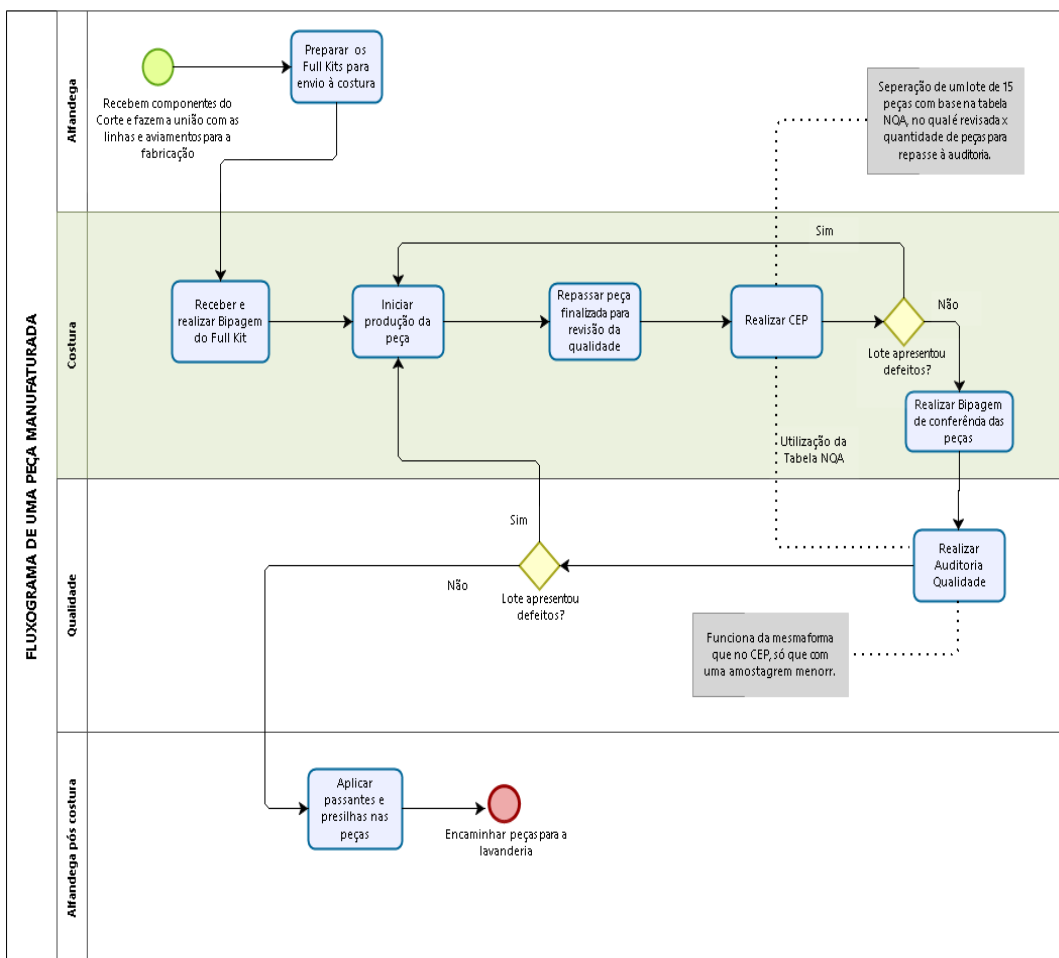 FLUXOGRAMA DE UMA PEÇA MANUFATURADA
Alfandega
Recebem componentes do
Corte e fazem a união com as
linhas e aviamentos para a
fabricação
Preparar os
Full Kits para
envio à costura
Seperação de um lote de 15
peças com base na tabela
NQA, no qual é revisada x
quantidade de peças para
repasse à auditoria.
Costura
Receber e
realizar Bipagem
do Full Kit
Iniciar
produção da
peça
Repassar peça
finalizada para
revisão da
qualidade
Realizar CEP
Sim
Não
Lote apresentou
defeitos?
Realizar Bipagem
de conferência das
peças
Utilização da
Tabela NQA
Qualidade
Sim
Não
Lote apresentou
defeitos?
Realizar
Auditoria
Qualidade
Funciona da mesma forma
que no CEP, só que com
uma amostagrem menorr.
Alfandega pós costura
Aplicar
passantes e
presilhas nas
peças
Encaminhar peças para a
lavanderia